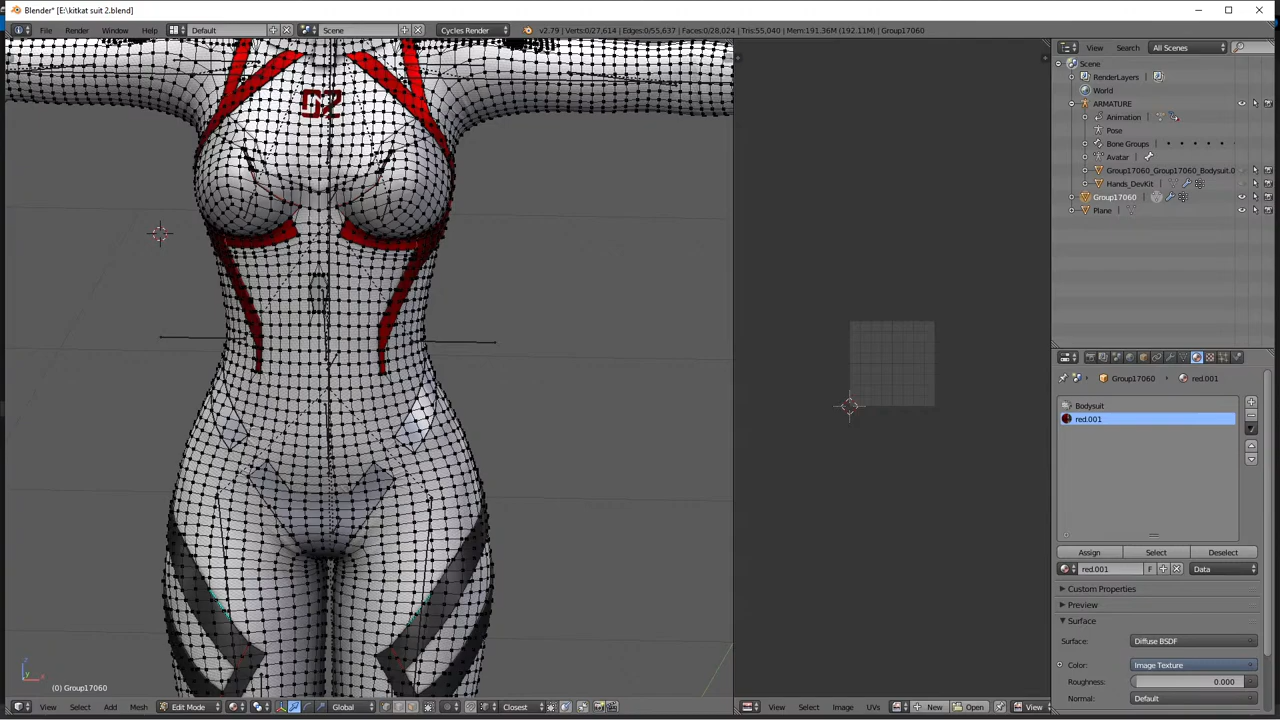 Blender* [E:\kitkat suit 2.blend]
File Render Window Help Default Scene Cycles Render v2.79 | Verts:0/27,614 | Edges:0/55,637 | Faces:0/28,024 | Tris:55,040 | Mem:191.36M (192.11M) | Group17060
View Search All Scenes
Scene
RenderLayers
World
ARMATURE
Animation
Pose
Bone Groups
Avatar
Group17060_Group17060_Bodysuit.0
Hands_DevKit
Group17060
Plane
02
Group17060 red.001
Bodysuit
red.001
Assign Select Deselect
red.001 F Data
Custom Properties
Preview
Surface
Surface: Diffuse BSDF
Color: Image Texture
Roughness: 0.000
Normal: Default
(0) Group17060
View Select Add Mesh Edit Mode Global Closest
View Select Image UVs New Open View